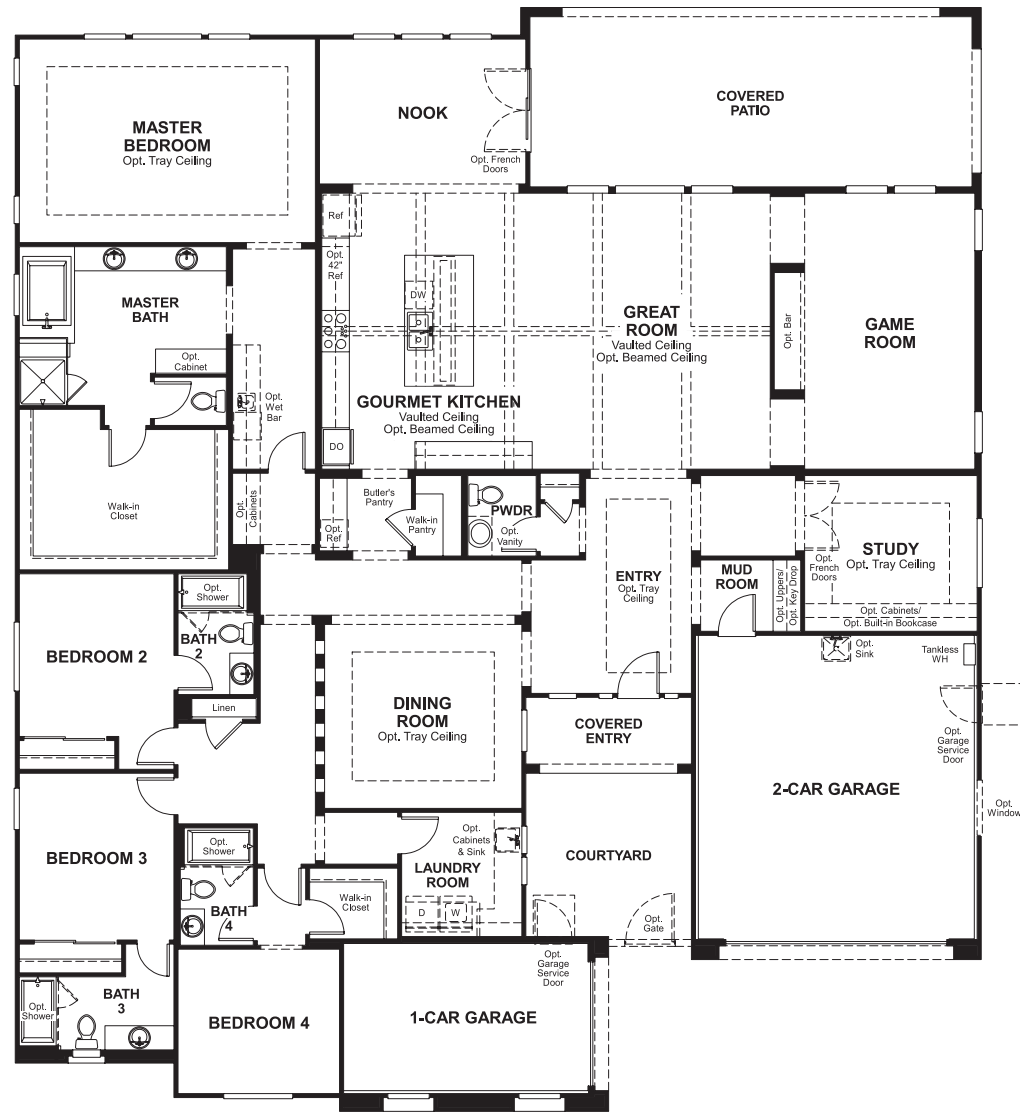 MASTER
BEDROOM
Opt. Tray Ceiling
NOOK
Opt. French
Doors
COVERED
PATIO
Ref
Opt.
42"
Ref
DW
MASTER
BATH
Opt.
Cabinet
Opt.
Wet
Bar
GOURMET KITCHEN
Vaulted Ceiling
Opt. Beamed Ceiling
DO
GREAT
ROOM
Vaulted Ceiling
Opt. Beamed Ceiling
Opt. Bar
GAME
ROOM
Walk-in
Closet
Opt.
Cabinets
Butler's
Pantry
Opt.
Ref
Walk-in
Pantry
PWDR
Opt.
Vanity
ENTRY
Opt. Tray
Ceiling
MUD
ROOM
Opt. Uppers/
Opt. Key Drop
Opt.
French
Doors
STUDY
Opt. Tray Ceiling
Opt. Cabinets/
Opt. Built-in Bookcase
Opt.
Shower
BATH
2
BEDROOM 2
Linen
DINING
ROOM
Opt. Tray Ceiling
COVERED
ENTRY
Opt.
Sink
Tankless
WH
Opt.
Garage
Service
Door
2-CAR GARAGE
Opt.
Window
BEDROOM 3
Opt.
Shower
BATH
4
Walk-in
Closet
Opt.
Cabinets
& Sink
LAUNDRY
ROOM
D
W
COURTYARD
Opt.
Gate
Opt.
Garage
Service
Door
Opt.
Shower
BATH
3
BEDROOM 4
1-CAR GARAGE